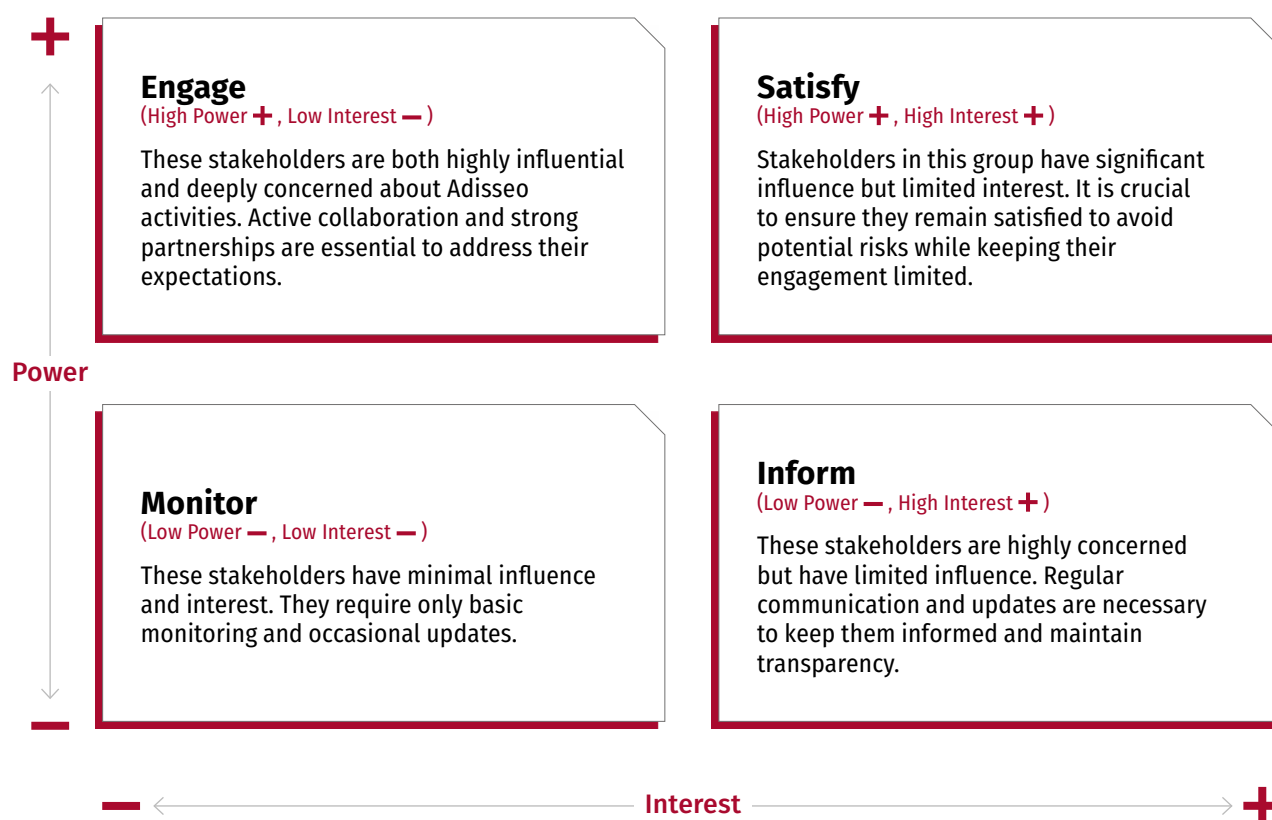 Engage
(High Power + , Low Interest − )
These stakeholders are both highly influential
and deeply concerned about Adisseo
activities. Active collaboration and strong
partnerships are essential to address their
expectations.
Satisfy
(High Power + , High Interest + )
Stakeholders in this group have significant
influence but limited interest. It is crucial
to ensure they remain satisfied to avoid
potential risks while keeping their
engagement limited.
Power
Monitor
(Low Power − , Low Interest − )
These stakeholders have minimal influence
and interest. They require only basic
monitoring and occasional updates.
Inform
(Low Power − , High Interest + )
These stakeholders are highly concerned
but have limited influence. Regular
communication and updates are necessary
to keep them informed and maintain
transparency.
Interest